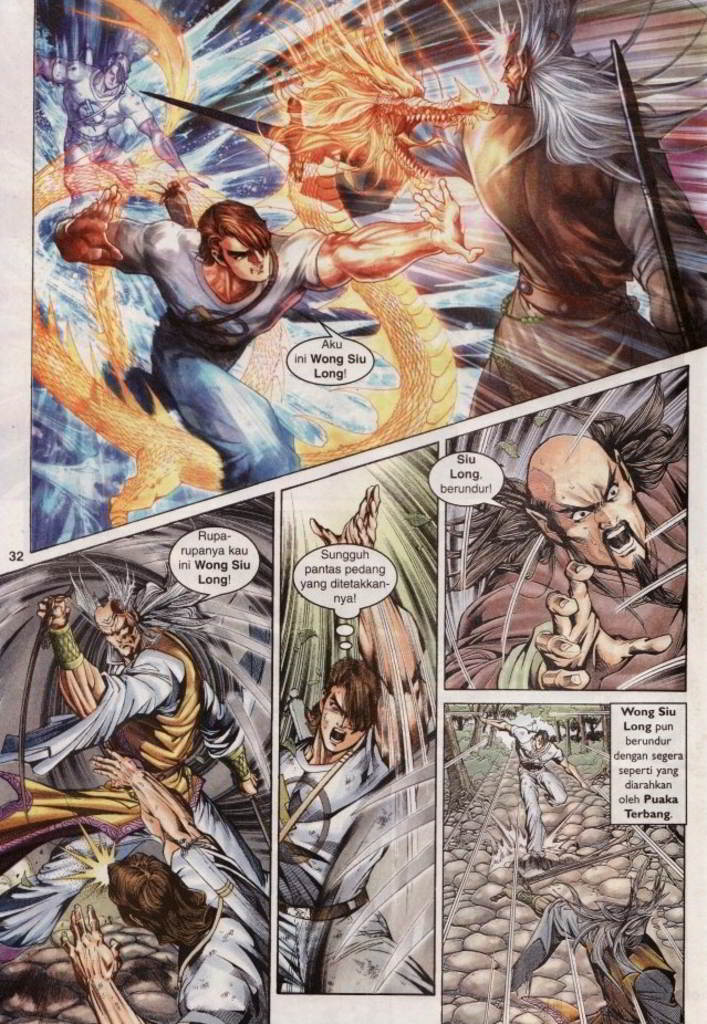 Aku
ini Wong Siu
Long!
32
Rupa-
rupanya kau
ini Wong Siu
Long!
Sungguh
pantas pedang
yang ditetakkan-
nya!
Siu
Long,
berundur!
Wong Siu
Long pun
berundur
dengan segera
seperti yang
diarahkan
oleh Puaka
Terbang.